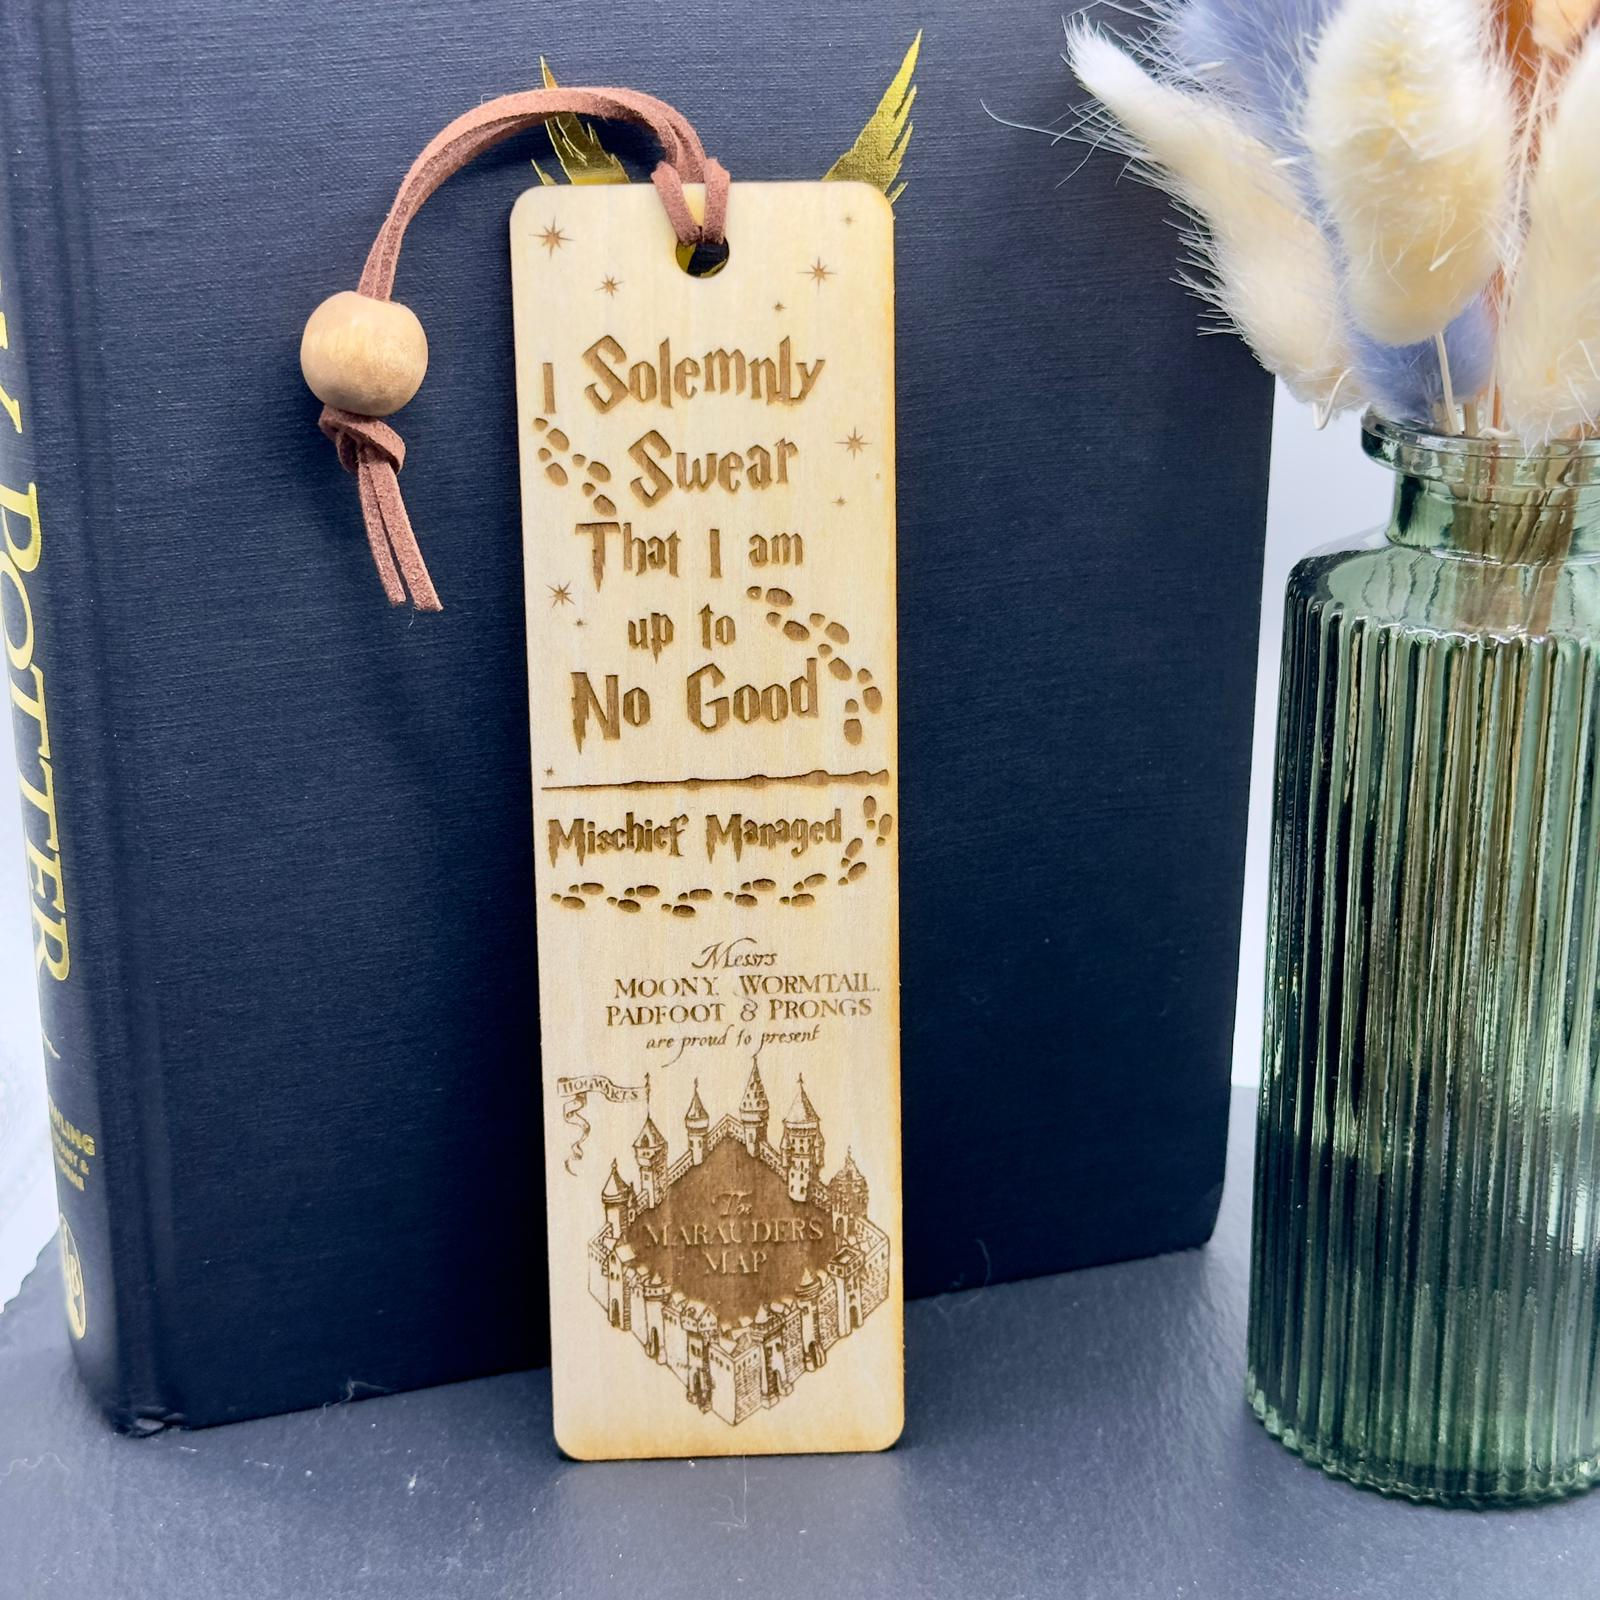 I Solemnly
Swear
That I am
up to
No Good
Mischief Managed
Messrs
MOONY, WORMTAIL,
PADFOOT & PRONGS
are proud to present
HOGWARTS
The
MARAUDERS
MAP
POTTER